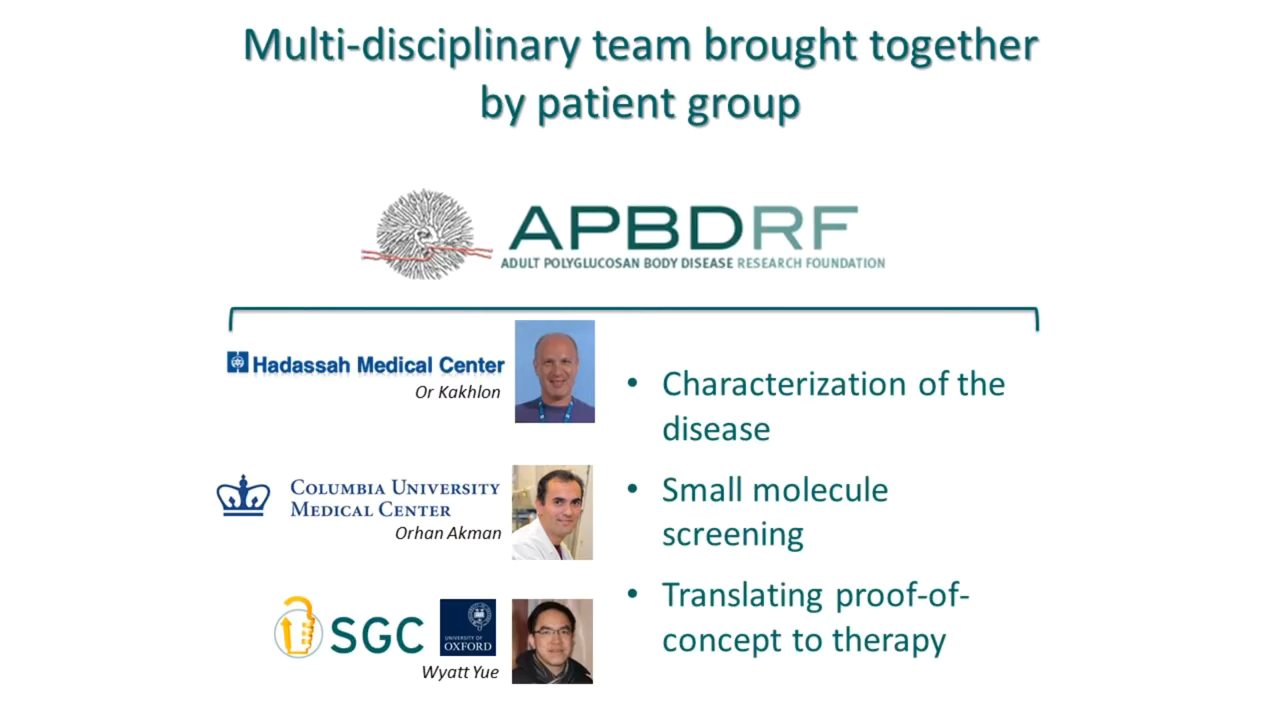 Multi-disciplinary team brought together
by patient group
APBDRF
ADULT POLYGLUCOSAN BODY DISEASE RESEARCH FOUNDATION
Hadassah Medical Center
Or Kakhlon
COLUMBIA UNIVERSITY
MEDICAL CENTER
Orhan Akman
SGC
UNIVERSITY OF
OXFORD
Wyatt Yue
• Characterization of the
disease
• Small molecule
screening
• Translating proof-of-
concept to therapy